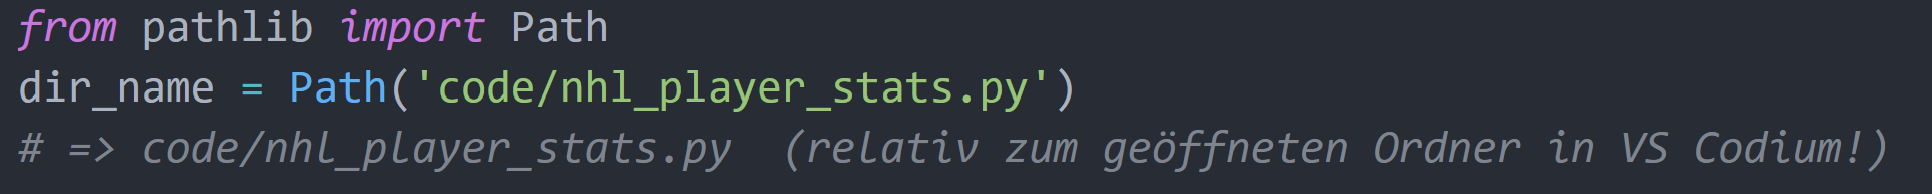 from pathlib import Path
dir_name = Path('code/nhl_player_stats.py')
# => code/nhl_player_stats.py  (relativ zum geöffneten Ordner in VS Codium!)